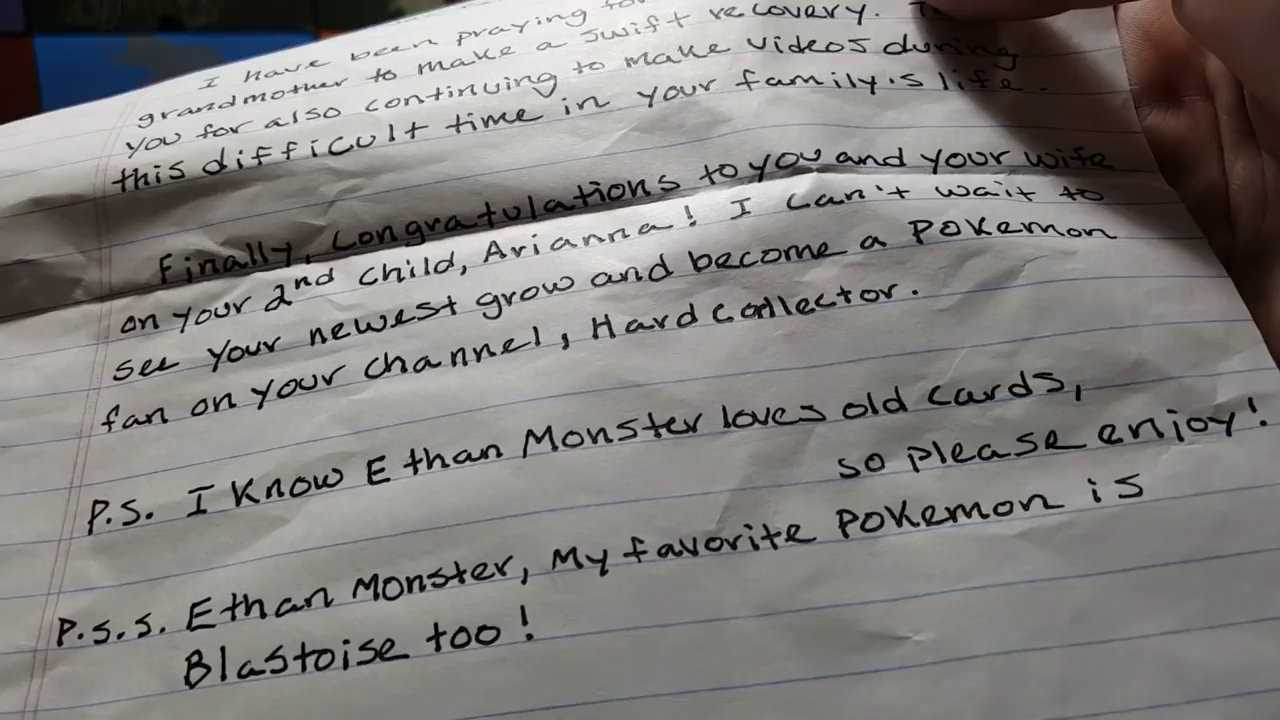 I have been praying for
grandmother to make a swift recovery.
you for also continuing to make videos during
this difficult time in your family's life.
Finally, Congratulations to you and your wife
on your 2nd child, Arianna! I can't wait to
see your newest grow and become a Pokemon
fan on your channel, Hard Collector.
P.S. I Know Ethan Monster loves old cards,
so please enjoy!
P.S.S. Ethan Monster, My favorite Pokemon is
Blastoise too!